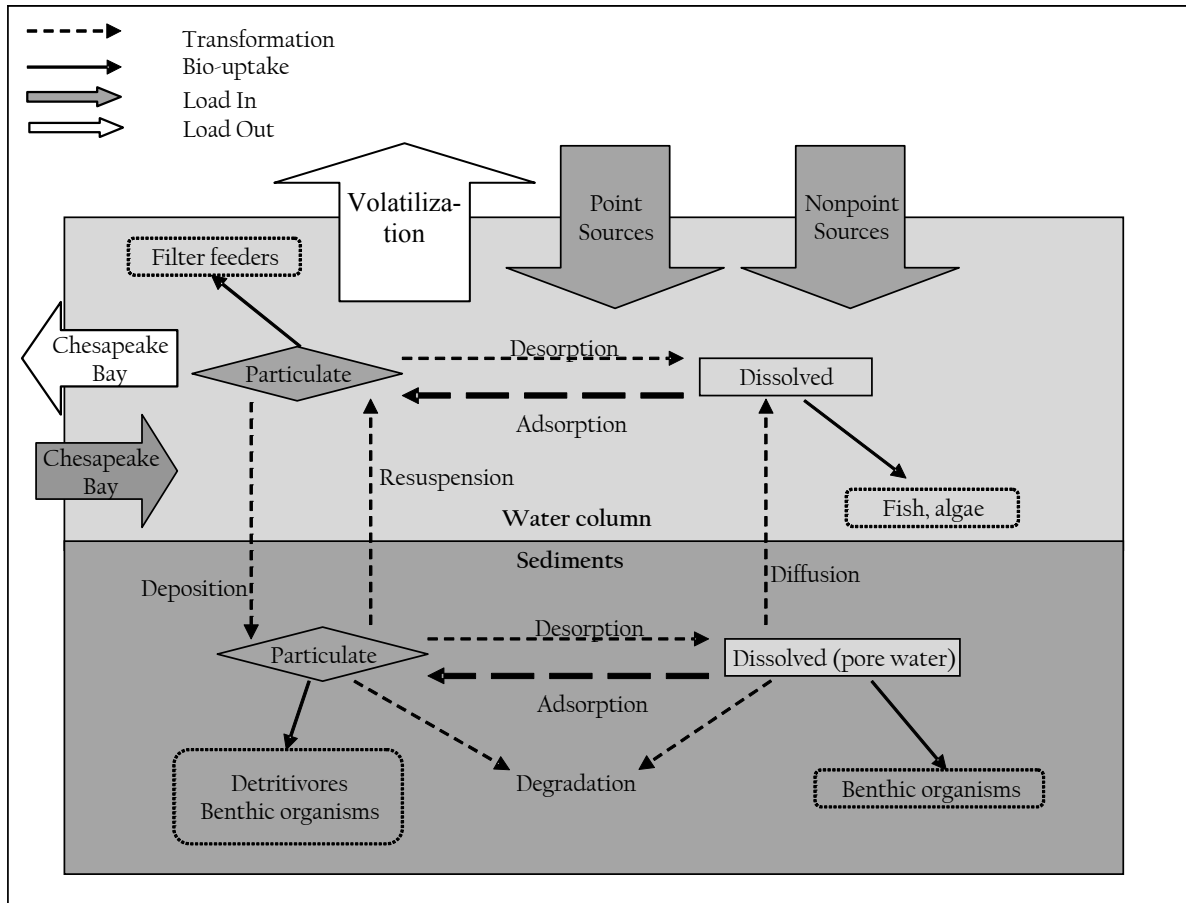 Transformation
Bio-uptake
Load In
Load Out
Volatiliza-
tion
Point
Sources
Nonpoint
Sources
Filter feeders
Chesapeake
Bay
Particulate
Desorption
Dissolved
Adsorption
Chesapeake
Bay
Resuspension
Fish, algae
Water column
Sediments
Deposition
Diffusion
Particulate
Desorption
Dissolved (pore water)
Adsorption
Detritivores
Benthic organisms
Degradation
Benthic organisms